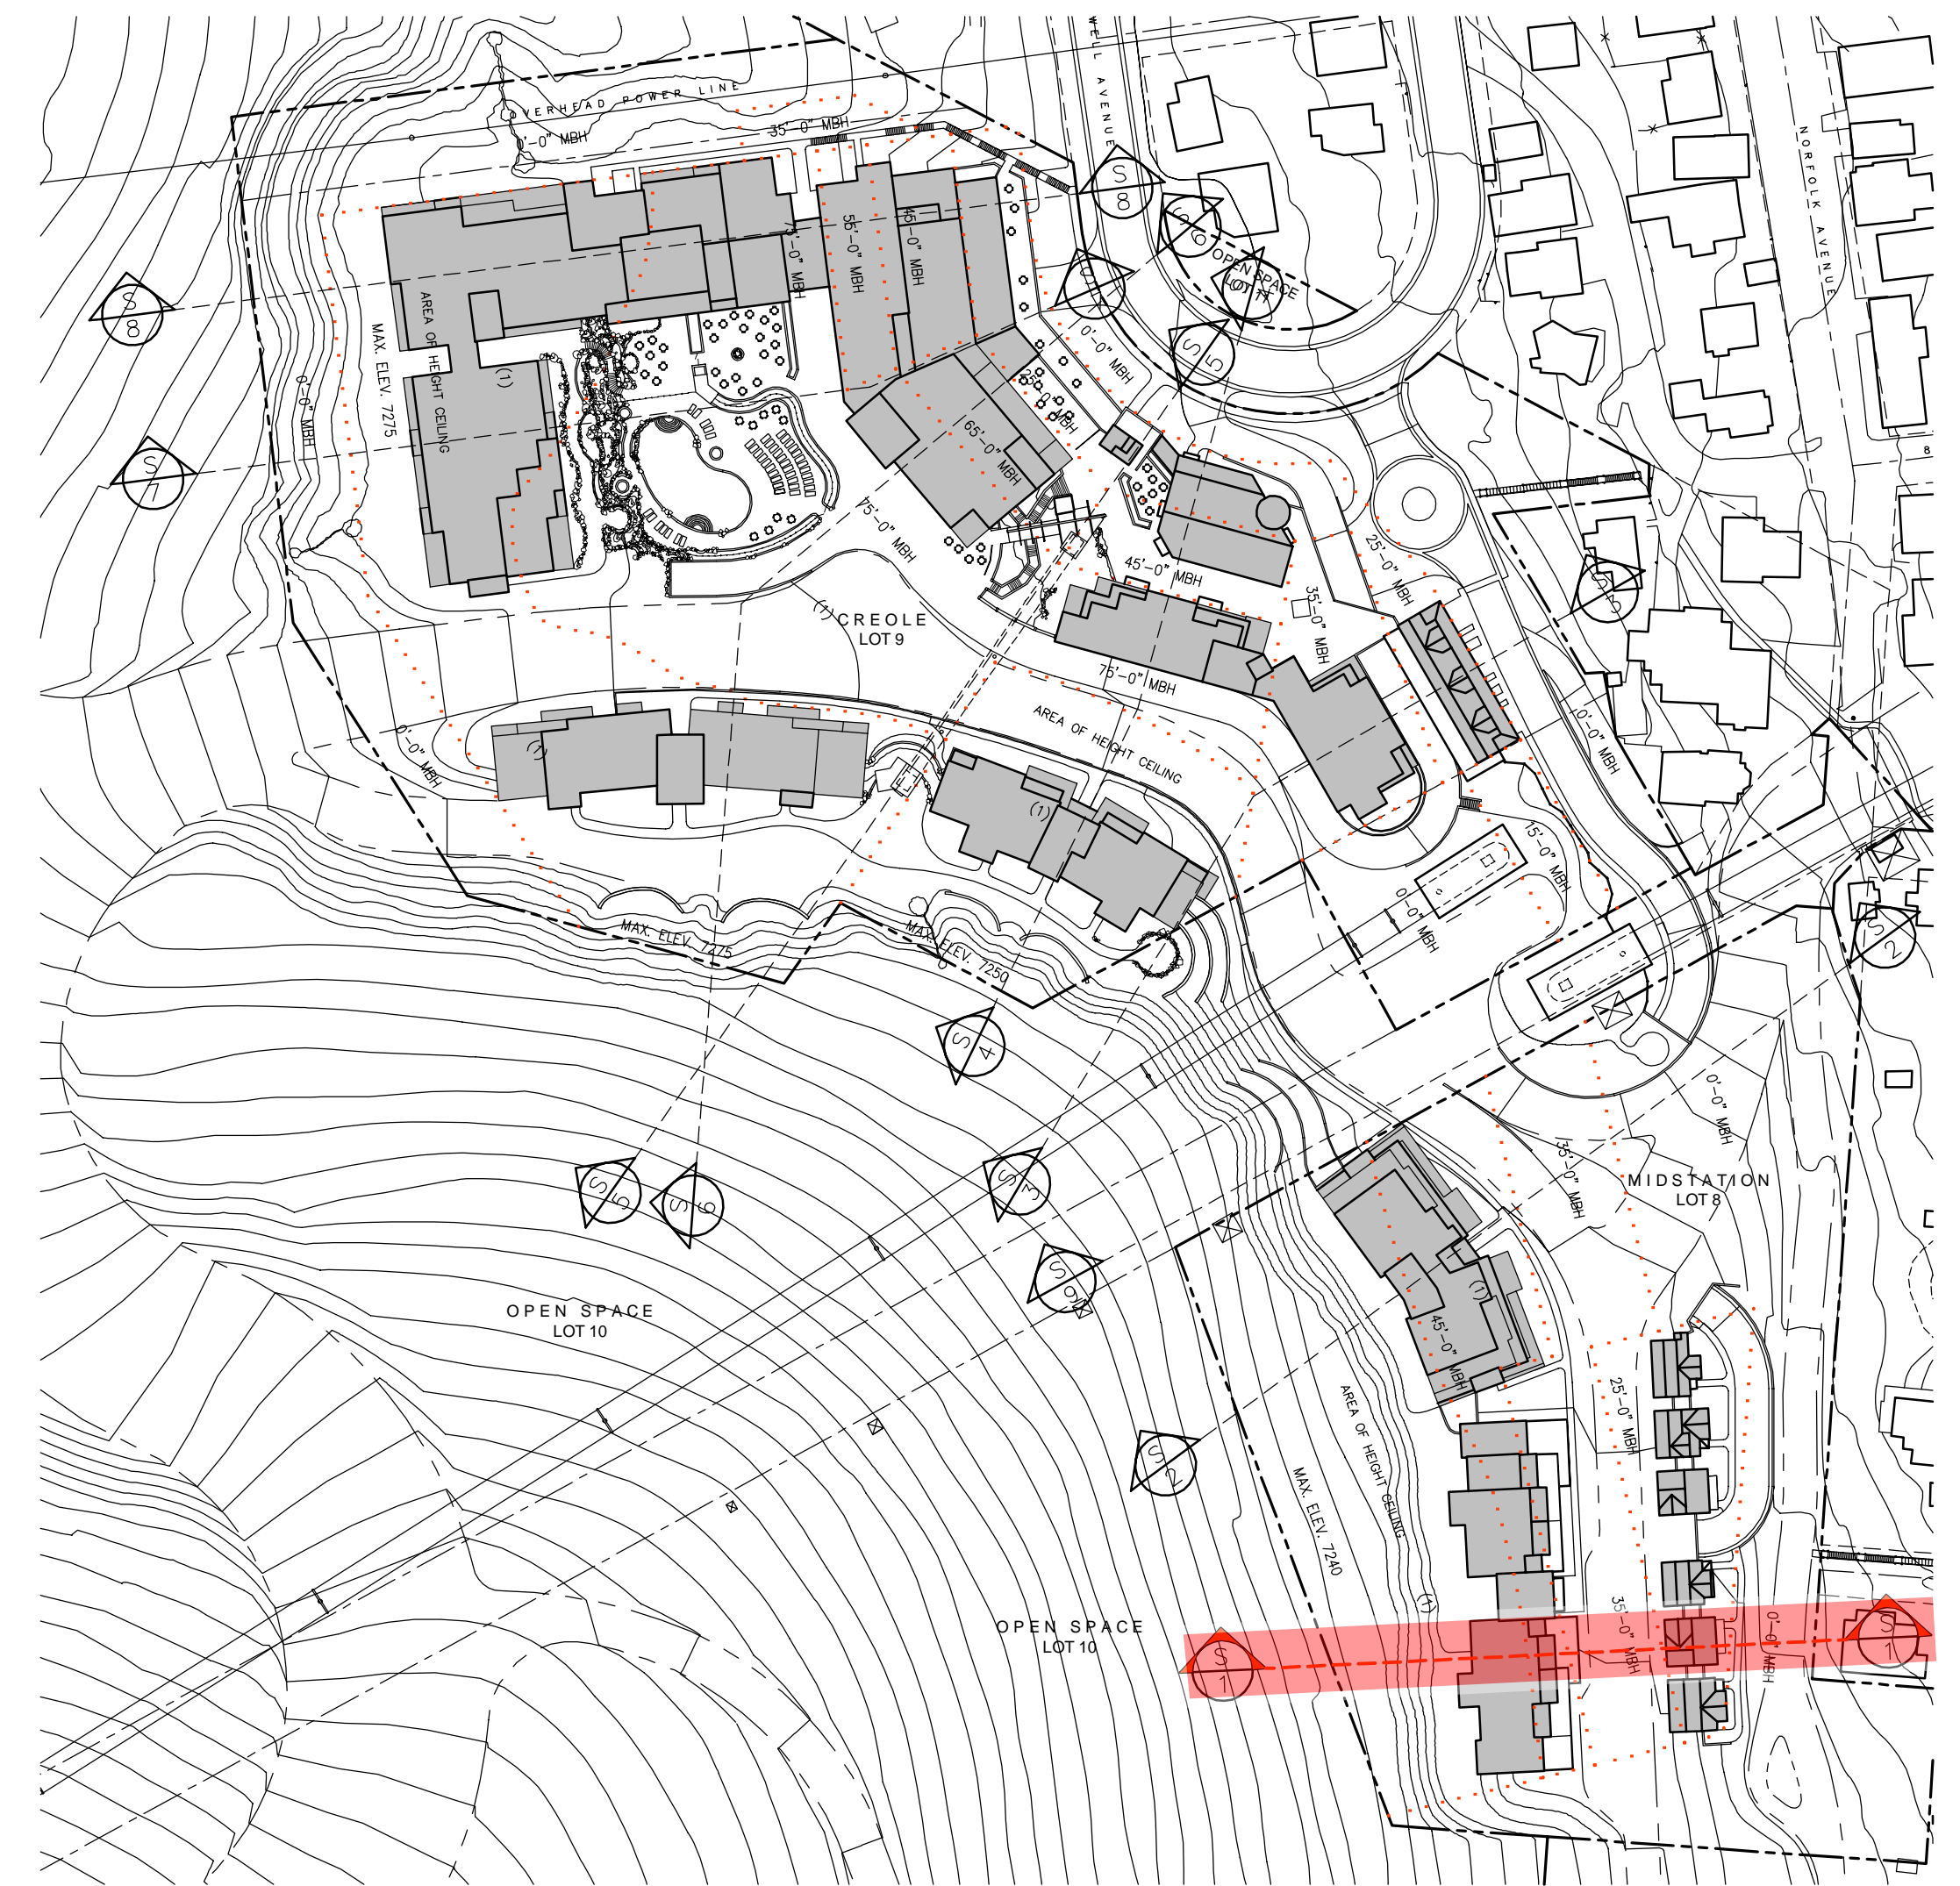 OVERHEAD POWER LINE
0'-0" MBH
35'-0" MBH
WELL AVENUE
NORFOLK AVENUE
S
8
S
6
OPEN SPACE
LOT 11
S
8
75'-0" MBH
55'-0" MBH
45'-0" MBH
AREA OF HEIGHT CEILING
(1)
MAX. ELEV. 7275
0'-0" MBH
0'-0" MBH
S
5
25'-0" MBH
65'-0" MBH
S
7
8
75'-0" MBH
45'-0" MBH
25'-0" MBH
35'-0" MBH
(1)
CREOLE
LOT 9
75'-0" MBH
AREA OF HEIGHT CEILING
0'-0" MBH
0'-0" MBH
(1)
(1)
15'-0" MBH
0'-0" MBH
MAX. ELEV. 7275
MAX. ELEV. 7250
S
2
S
4
0'-0" MBH
35'-0" MBH
MIDSTATION
LOT 8
S
5
S
6
S
3
S
9
(1)
45'-0" MBH
OPEN SPACE
LOT 10
25'-0" MBH
AREA OF HEIGHT CEILING
S
2
MAX. ELEV. 7240
(1)
35'-0" MBH
0'-0" MBH
OPEN SPACE
LOT 10
S
1
S
1